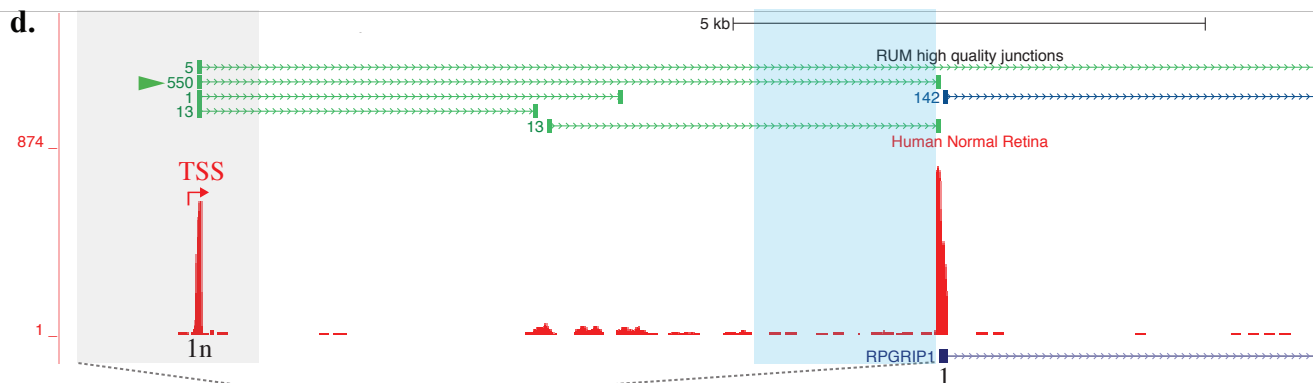 d.
5 kb
RUM high quality junctions
5
550
1
142
13
13
Human Normal Retina
874
TSS
1
1n
RPGRIP1
1